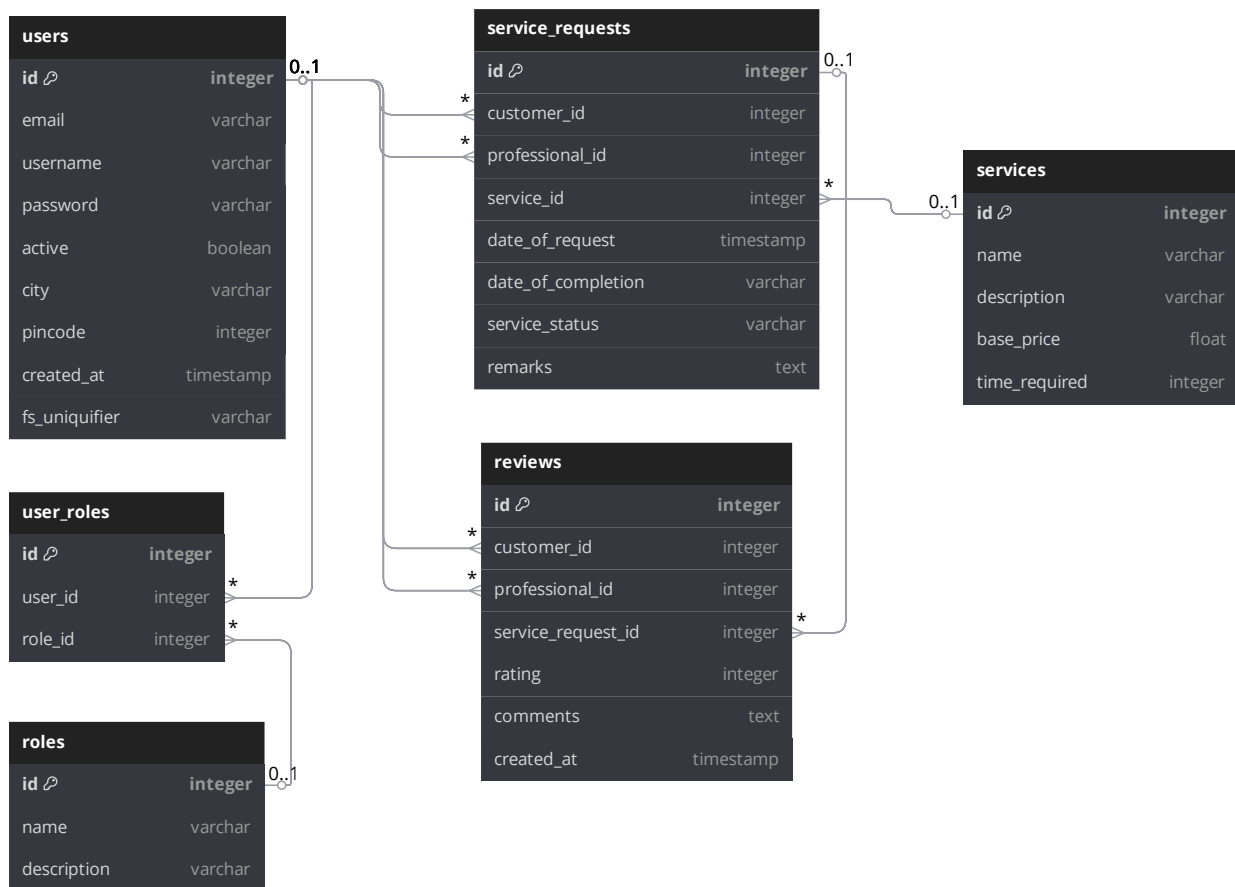 users
id integer
email varchar
username varchar
password varchar
active boolean
city varchar
pincode integer
created_at timestamp
fs_uniquifier varchar
0..1
user_roles
id integer
user_id integer
*
role_id integer
*
roles
id integer
0..1
name varchar
description varchar
service_requests
id integer
0..1
*
customer_id integer
*
professional_id integer
service_id integer
*
date_of_request timestamp
date_of_completion varchar
service_status varchar
remarks text
reviews
id integer
*
customer_id integer
*
professional_id integer
service_request_id integer
*
rating integer
comments text
created_at timestamp
services
0..1
id integer
name varchar
description varchar
base_price float
time_required integer